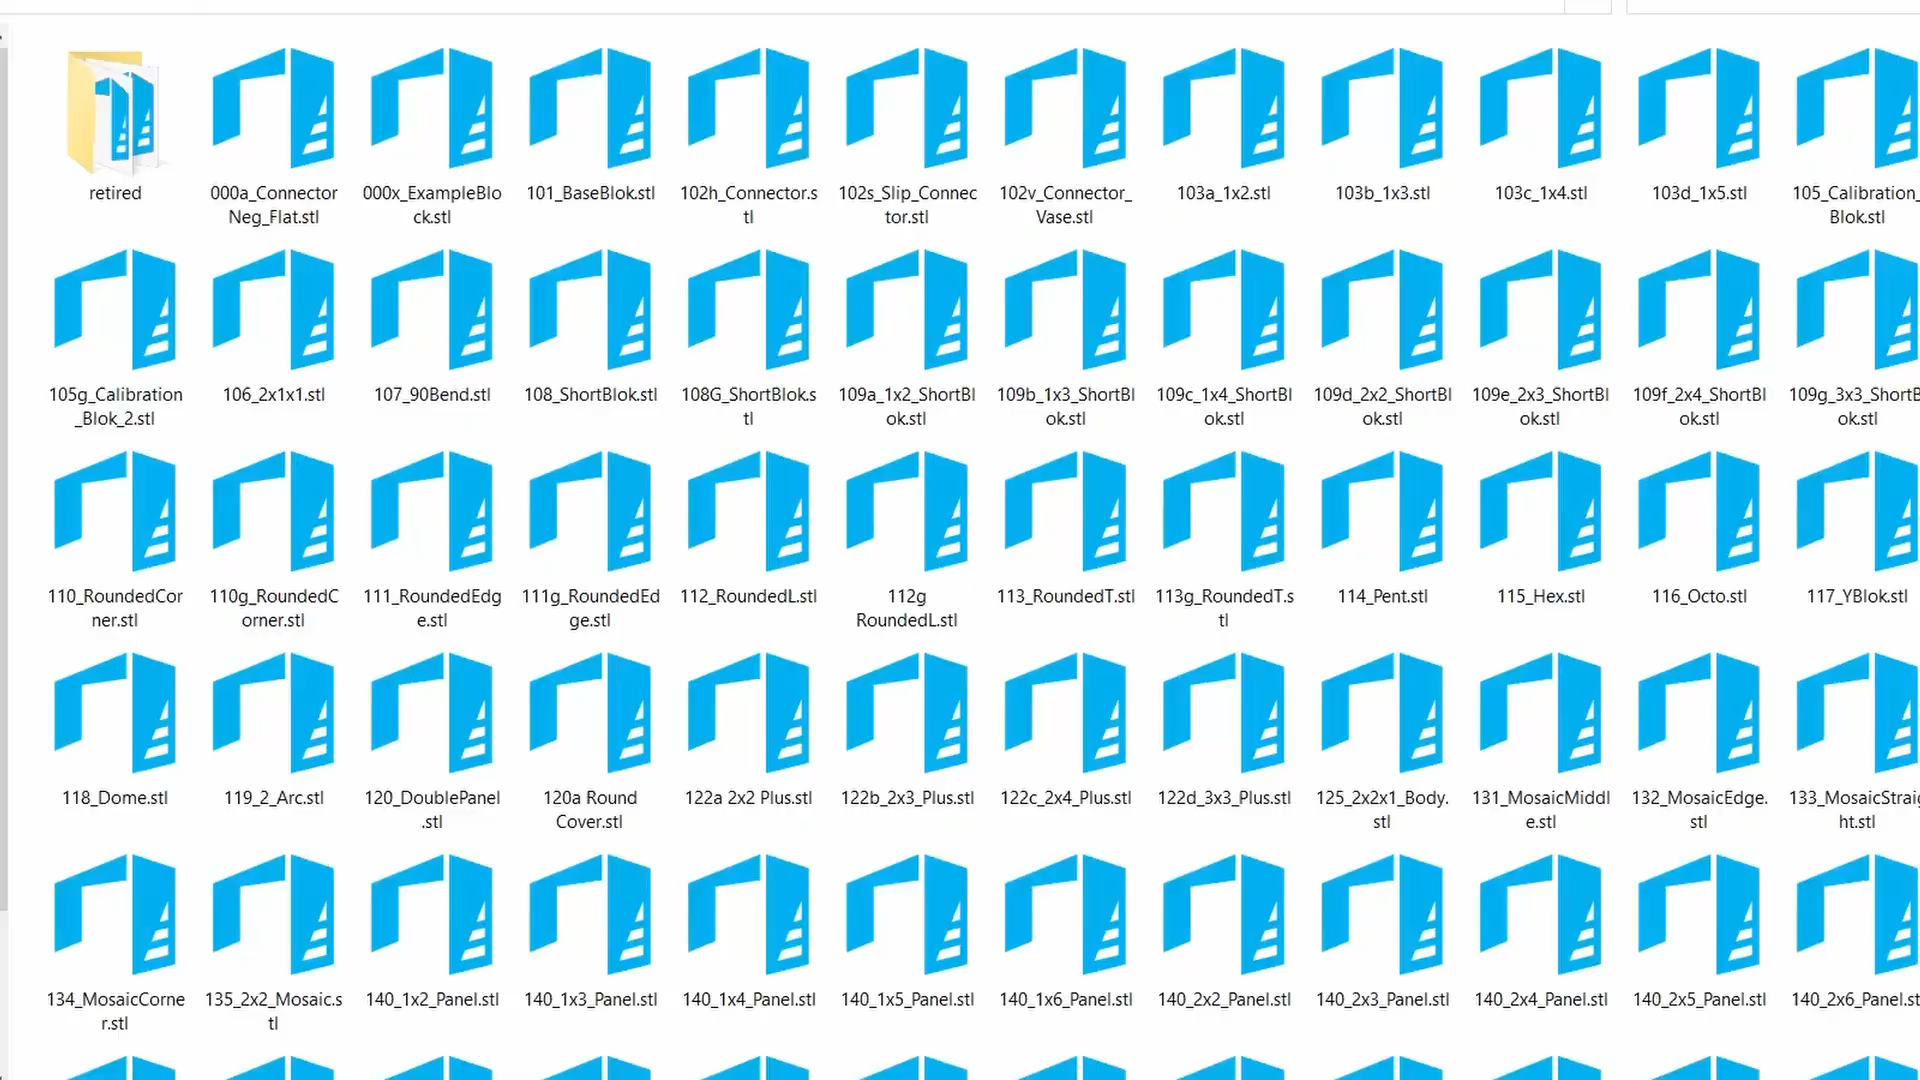 retired
000a_Connector
Neg_Flat.stl
000x_ExampleBlo
ck.stl
101_BaseBlok.stl
102h_Connector.s
tl
102s_Slip_Connec
tor.stl
102v_Connector_
Vase.stl
103a_1x2.stl
103b_1x3.stl
103c_1x4.stl
103d_1x5.stl
105_Calibration_
Blok.stl
105g_Calibration
_Blok_2.stl
106_2x1x1.stl
107_90Bend.stl
108_ShortBlok.stl
108G_ShortBlok.s
tl
109a_1x2_ShortBl
ok.stl
109b_1x3_ShortBl
ok.stl
109c_1x4_ShortBl
ok.stl
109d_2x2_ShortBl
ok.stl
109e_2x3_ShortBl
ok.stl
109f_2x4_ShortBl
ok.stl
109g_3x3_ShortB
ok.stl
110_RoundedCor
ner.stl
110g_RoundedC
orner.stl
111_RoundedEdg
e.stl
111g_RoundedEd
ge.stl
112_RoundedL.stl
112g
RoundedL.stl
113_RoundedT.stl
113g_RoundedT.s
tl
114_Pent.stl
115_Hex.stl
116_Octo.stl
117_YBlok.stl
118_Dome.stl
119_2_Arc.stl
120_DoublePanel
.stl
120a Round
Cover.stl
122a 2x2 Plus.stl
122b_2x3_Plus.stl
122c_2x4_Plus.stl
122d_3x3_Plus.stl
125_2x2x1_Body.
stl
131_MosaicMiddl
e.stl
132_MosaicEdge.
stl
133_MosaicStraig
ht.stl
134_MosaicCorne
r.stl
135_2x2_Mosaic.s
tl
140_1x2_Panel.stl
140_1x3_Panel.stl
140_1x4_Panel.stl
140_1x5_Panel.stl
140_1x6_Panel.stl
140_2x2_Panel.stl
140_2x3_Panel.stl
140_2x4_Panel.stl
140_2x5_Panel.stl
140_2x6_Panel.st